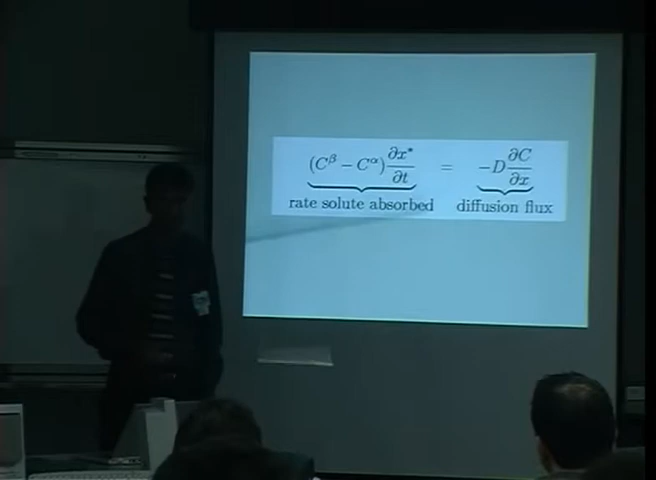 (C^β − C^α) ∂x*/∂t = −D ∂C/∂x
rate solute absorbed diffusion flux